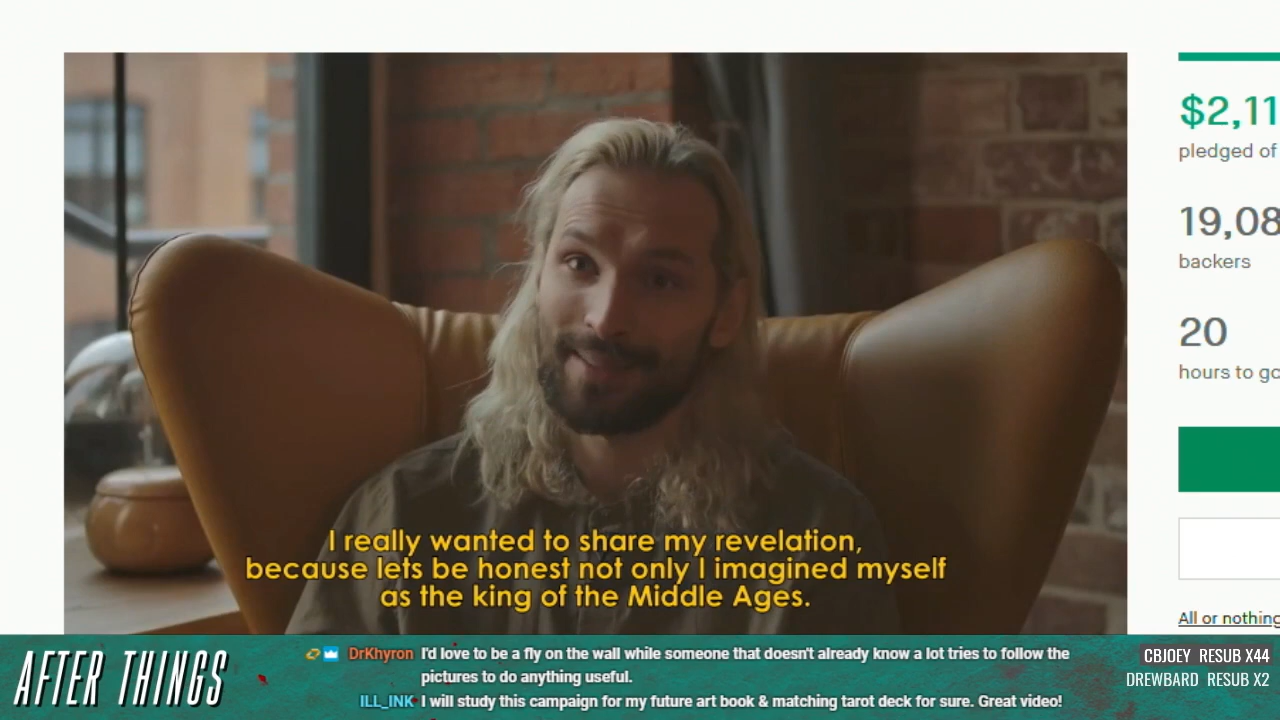 $2,11
pledged of
19,08
backers
20
hours to go
I really wanted to share my revelation,
because lets be honest not only I imagined myself
as the king of the Middle Ages.
All or nothing
AFTER THINGS
DrKhyron I'd love to be a fly on the wall while someone that doesn't already know a lot tries to follow the
pictures to do anything useful.
ILL_INK I will study this campaign for my future art book & matching tarot deck for sure. Great video!
CBJOEY RESUB X44
DREWBARD RESUB X2